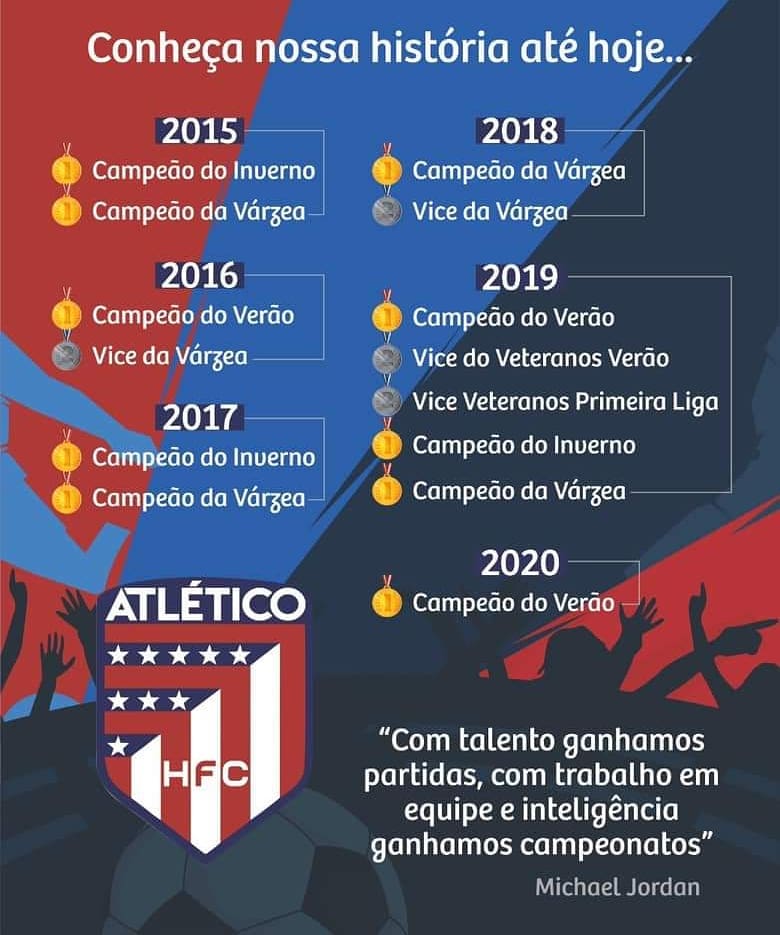 Conheça nossa história até hoje...
2015
Campeão do Inverno
Campeão da Várzea
2016
Campeão do Verão
Vice da Várzea
2017
Campeão do Inverno
Campeão da Várzea
2018
Campeão da Várzea
Vice da Várzea
2019
Campeão do Verão
Vice do Veteranos Verão
Vice Veteranos Primeira Liga
Campeão do Inverno
Campeão da Várzea
2020
Campeão do Verão
ATLÉTICO
HFC
“Com talento ganhamos
partidas, com trabalho em
equipe e inteligência
ganhamos campeonatos”
Michael Jordan